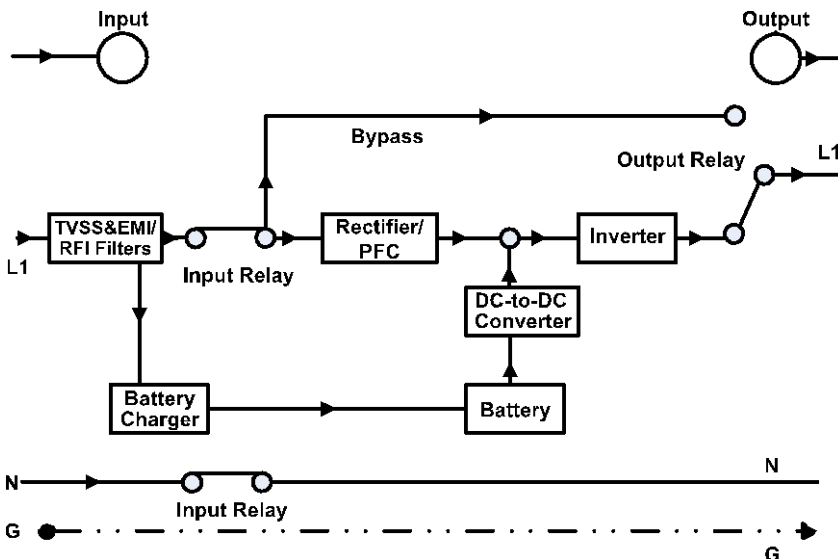 Input
Output
Bypass
Output Relay
L1
TVSS&EMI/
RFI Filters
L1
Input Relay
Rectifier/
PFC
Inverter
DC-to-DC
Converter
Battery
Charger
Battery
N
N
Input Relay
G
G